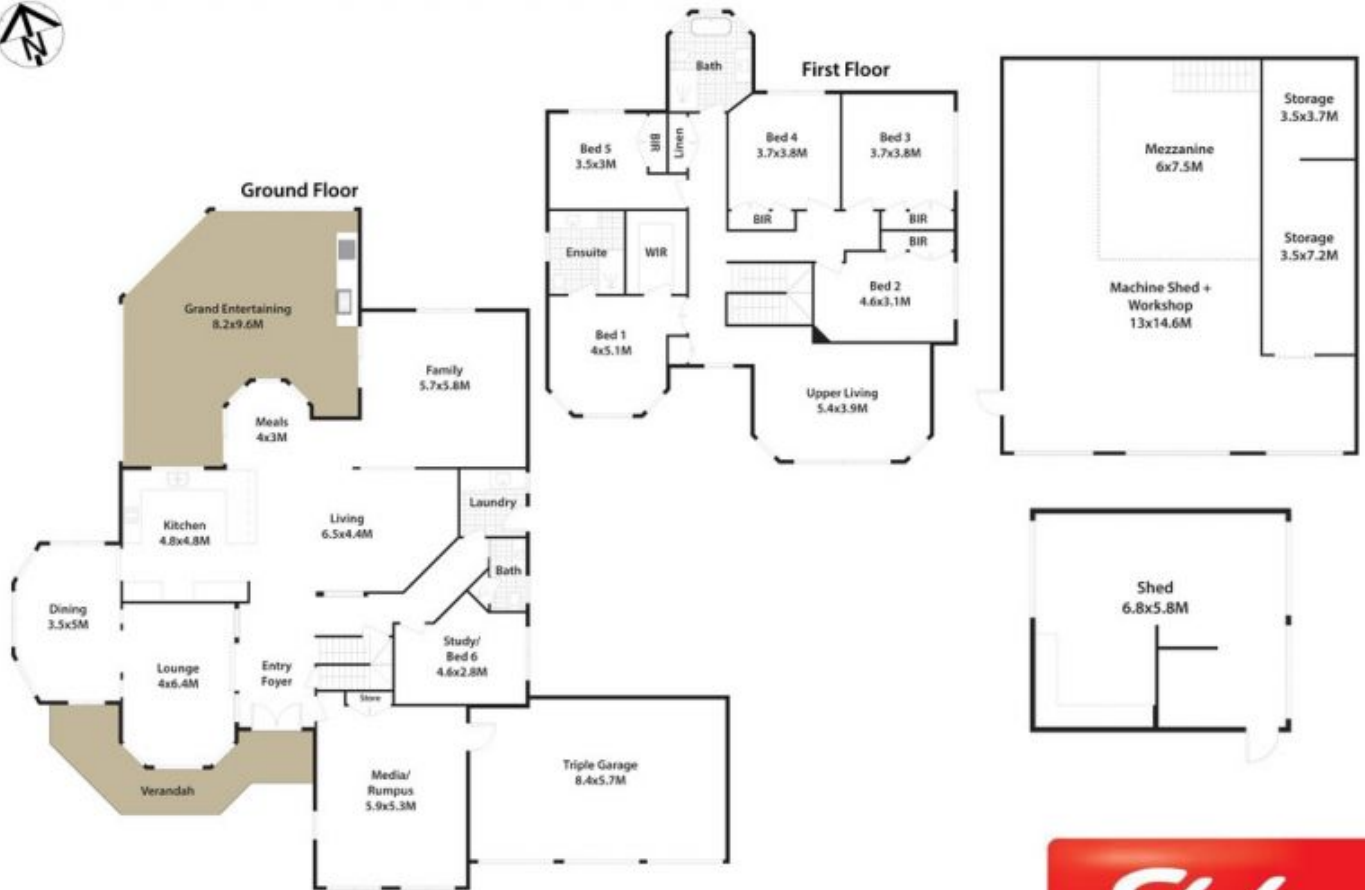 N
Ground Floor
Grand Entertaining
8.2x9.6M
Family
5.7x5.8M
Meals
4x3M
Kitchen
4.8x4.8M
Living
6.5x4.4M
Laundry
Bath
Dining
3.5x5M
Lounge
4x6.4M
Entry
Foyer
Study/
Bed 6
4.6x2.8M
Store
Media/
Rumpus
5.9x5.3M
Triple Garage
8.4x5.7M
Verandah
First Floor
Bath
Bed 5
3.5x3M
BIR
Linen
Bed 4
3.7x3.8M
Bed 3
3.7x3.8M
BIR
BIR
BIR
Ensuite
WIR
Bed 2
4.6x3.1M
Bed 1
4x5.1M
Upper Living
5.4x3.9M
Storage
3.5x3.7M
Mezzanine
6x7.5M
Storage
3.5x7.2M
Machine Shed +
Workshop
13x14.6M
Shed
6.8x5.8M